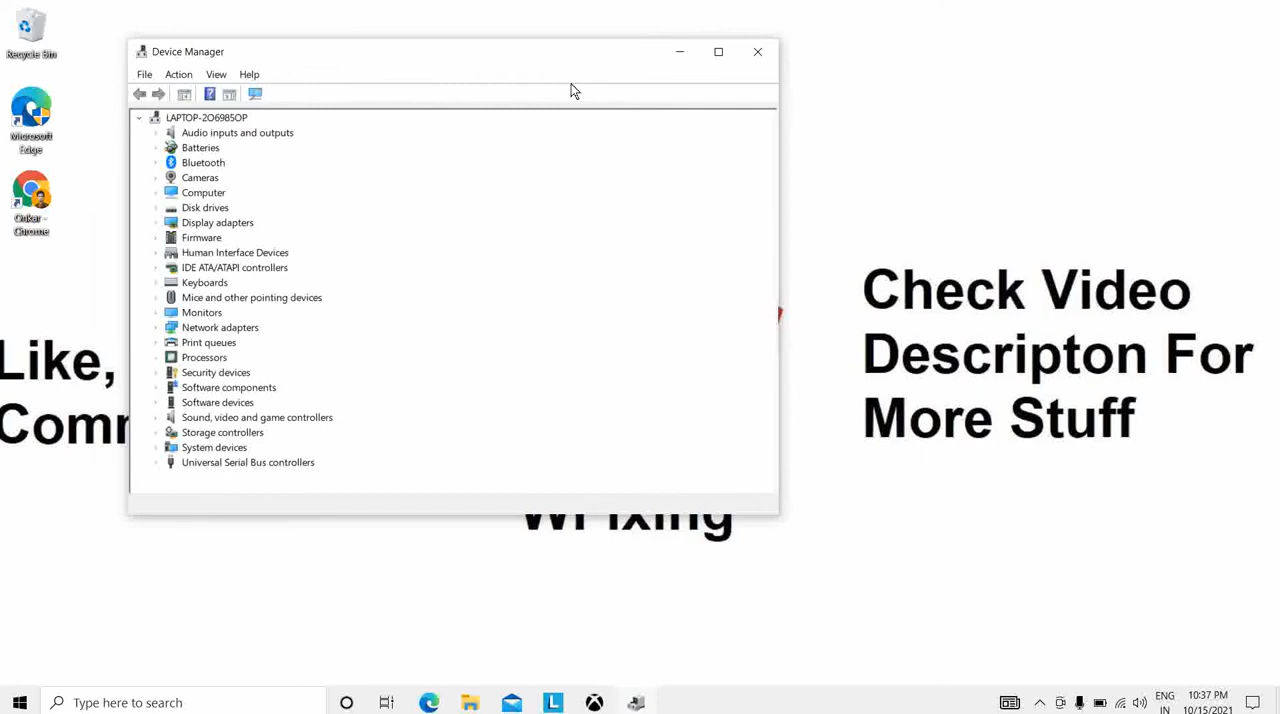 Recycle Bin
Microsoft
Edge
Onkar -
Chrome
Device Manager
File Action View Help
LAPTOP-2O6985OP
Audio inputs and outputs
Batteries
Bluetooth
Cameras
Computer
Disk drives
Display adapters
Firmware
Human Interface Devices
IDE ATA/ATAPI controllers
Keyboards
Mice and other pointing devices
Monitors
Network adapters
Print queues
Processors
Security devices
Software components
Software devices
Sound, video and game controllers
Storage controllers
System devices
Universal Serial Bus controllers
Like,
Comm
Check Video
Descripton For
More Stuff
Type here to search
ENG
IN
10:37 PM
10/15/2021